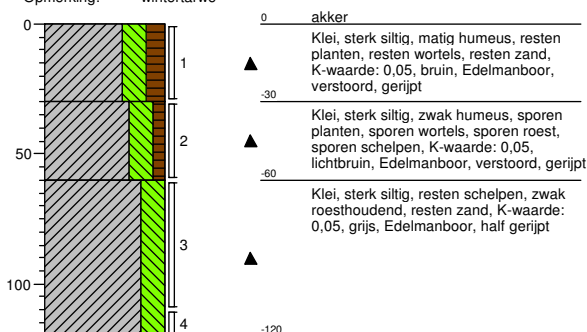 Opmerking: wintertarwe
0
0 akker
Klei, sterk siltig, matig humeus, resten
planten, resten wortels, resten zand,
K-waarde: 0,05, bruin, Edelmanboor,
verstoord, gerijpt
1
-30
Klei, sterk siltig, zwak humeus, sporen
planten, sporen wortels, sporen roest,
sporen schelpen, K-waarde: 0,05,
lichtbruin, Edelmanboor, verstoord, gerijpt
2
50
-60
Klei, sterk siltig, resten schelpen, zwak
roesthoudend, resten zand, K-waarde:
0,05, grijs, Edelmanboor, half gerijpt
3
100
4
-120